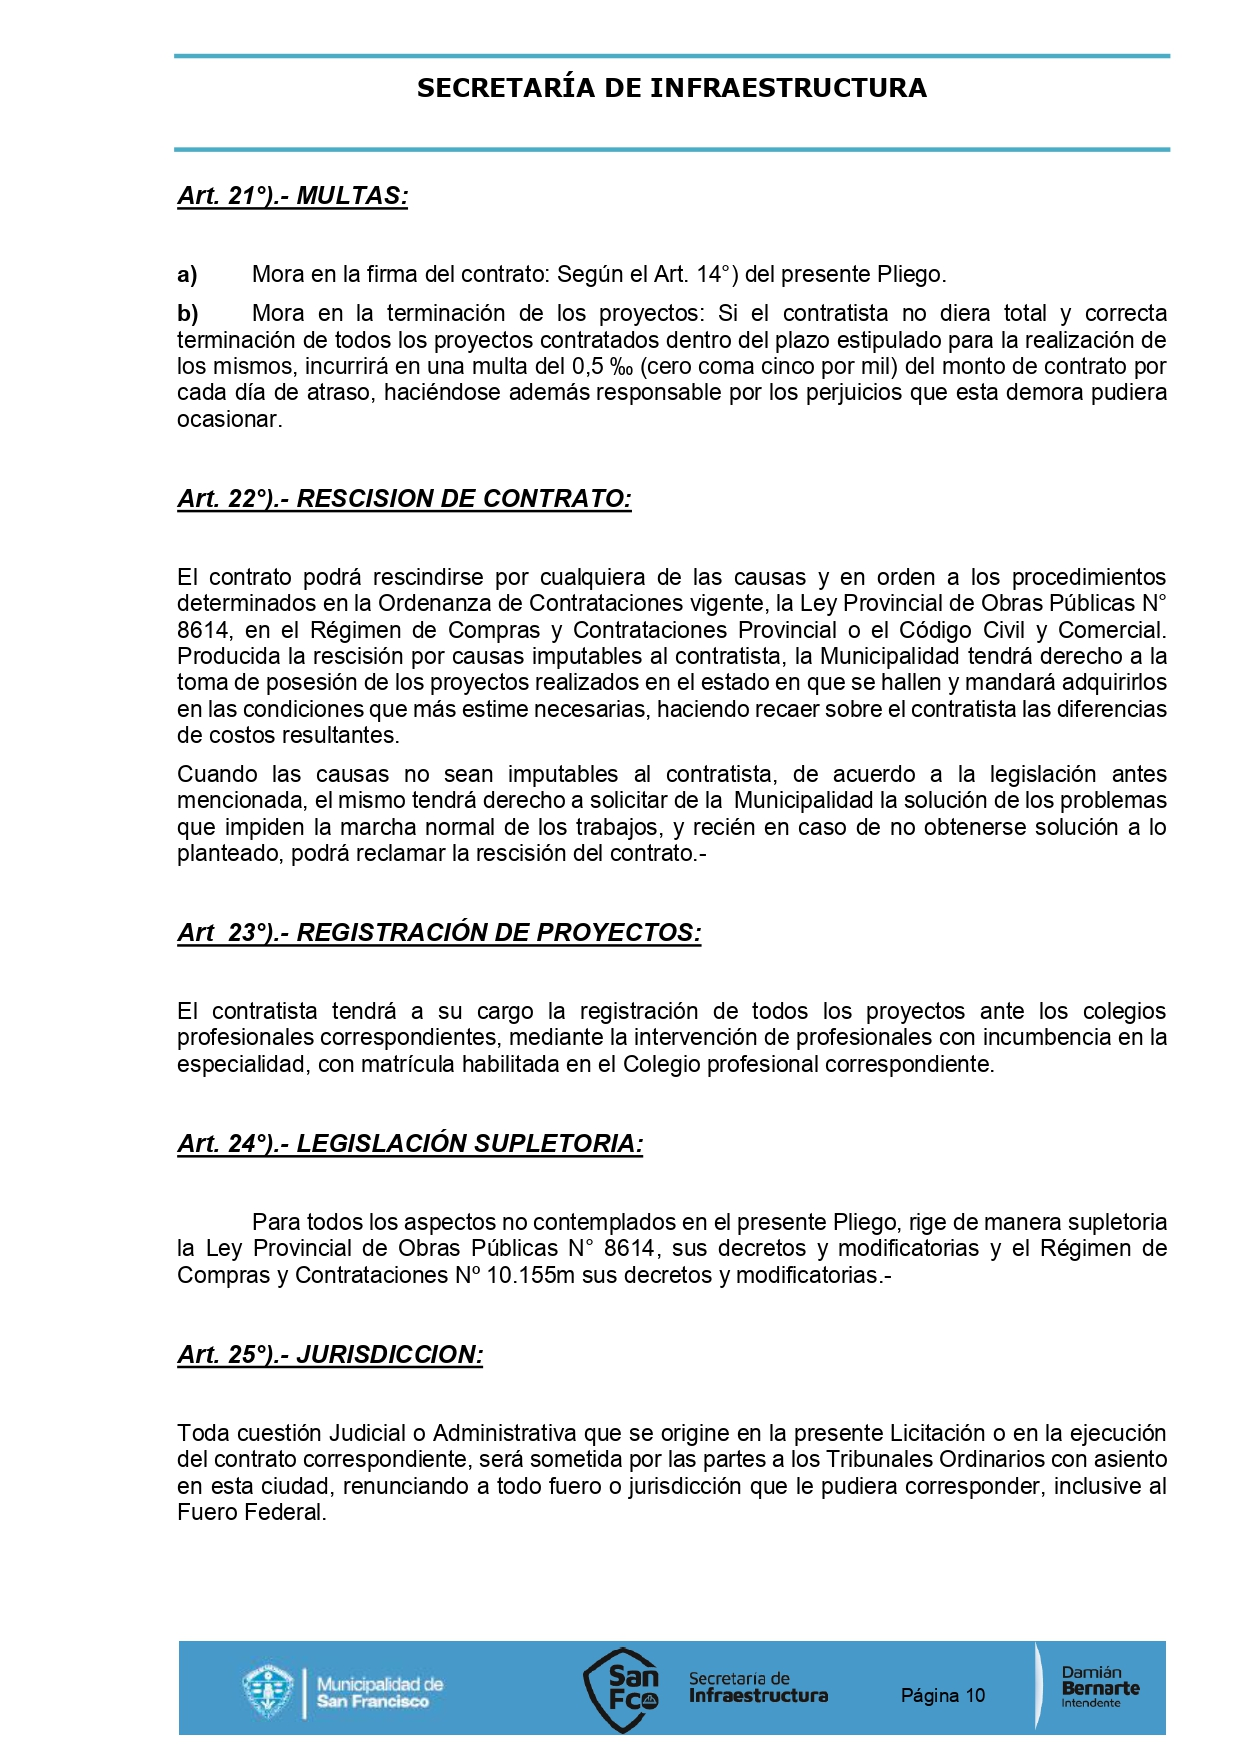 SECRETARÍA DE INFRAESTRUCTURA
Art. 21°).- MULTAS:
a) Mora en la firma del contrato: Según el Art. 14°) del presente Pliego.
b) Mora en la terminación de los proyectos: Si el contratista no diera total y correcta
terminación de todos los proyectos contratados dentro del plazo estipulado para la realización de
los mismos, incurrirá en una multa del 0,5 ‰ (cero coma cinco por mil) del monto de contrato por
cada día de atraso, haciéndose además responsable por los perjuicios que esta demora pudiera
ocasionar.
Art. 22°).- RESCISION DE CONTRATO:
El contrato podrá rescindirse por cualquiera de las causas y en orden a los procedimientos
determinados en la Ordenanza de Contrataciones vigente, la Ley Provincial de Obras Públicas N°
8614, en el Régimen de Compras y Contrataciones Provincial o el Código Civil y Comercial.
Producida la rescisión por causas imputables al contratista, la Municipalidad tendrá derecho a la
toma de posesión de los proyectos realizados en el estado en que se hallen y mandará adquirirlos
en las condiciones que más estime necesarias, haciendo recaer sobre el contratista las diferencias
de costos resultantes.
Cuando las causas no sean imputables al contratista, de acuerdo a la legislación antes
mencionada, el mismo tendrá derecho a solicitar de la Municipalidad la solución de los problemas
que impiden la marcha normal de los trabajos, y recién en caso de no obtenerse solución a lo
planteado, podrá reclamar la rescisión del contrato.-
Art 23°).- REGISTRACIÓN DE PROYECTOS:
El contratista tendrá a su cargo la registración de todos los proyectos ante los colegios
profesionales correspondientes, mediante la intervención de profesionales con incumbencia en la
especialidad, con matrícula habilitada en el Colegio profesional correspondiente.
Art. 24°).- LEGISLACIÓN SUPLETORIA:
Para todos los aspectos no contemplados en el presente Pliego, rige de manera supletoria
la Ley Provincial de Obras Públicas N° 8614, sus decretos y modificatorias y el Régimen de
Compras y Contrataciones Nº 10.155m sus decretos y modificatorias.-
Art. 25°).- JURISDICCION:
Toda cuestión Judicial o Administrativa que se origine en la presente Licitación o en la ejecución
del contrato correspondiente, será sometida por las partes a los Tribunales Ordinarios con asiento
en esta ciudad, renunciando a todo fuero o jurisdicción que le pudiera corresponder, inclusive al
Fuero Federal.
Municipalidad de
San Francisco
San
Fco
Secretaría de
Infraestructura
Página 10
Damián
Bernarte
Intendente